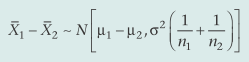 X̄₁ − X̄₂ ~ N[μ₁ − μ₂, σ²(1/n₁ + 1/n₂)]